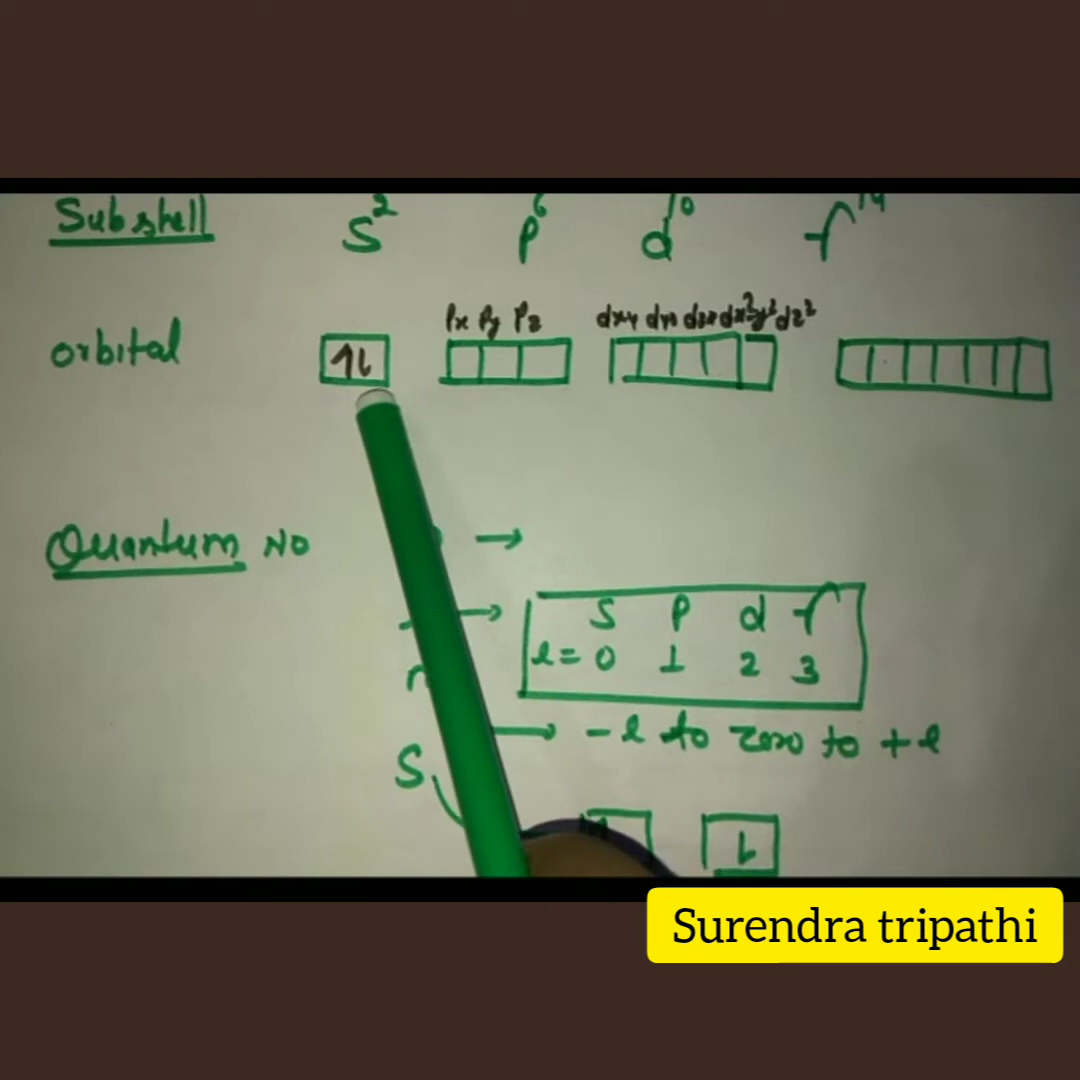 Subshell s² p⁶ d¹⁰ f¹⁴
Px Py Pz
orbital 1l
Quantum No →
→ s p d f
l = 0 1 2 3
→ -l to zero to +l
S
Surendra tripathi